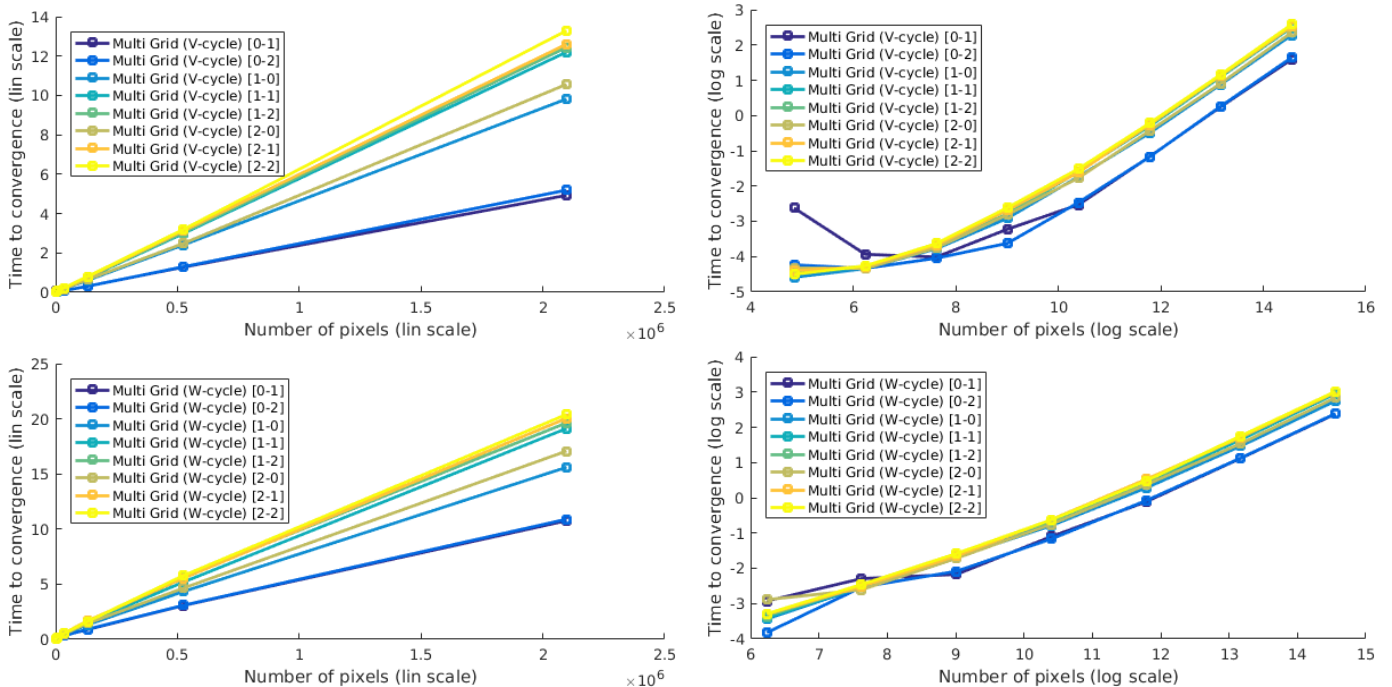 Time to convergence (lin scale)
14
12
10
8
6
4
2
0
Multi Grid (V-cycle) [0-1]
Multi Grid (V-cycle) [0-2]
Multi Grid (V-cycle) [1-0]
Multi Grid (V-cycle) [1-1]
Multi Grid (V-cycle) [1-2]
Multi Grid (V-cycle) [2-0]
Multi Grid (V-cycle) [2-1]
Multi Grid (V-cycle) [2-2]
0 0.5 1 1.5 2 2.5
Number of pixels (lin scale)
×10^6
Time to convergence (log scale)
3
2
1
0
-1
-2
-3
-4
-5
Multi Grid (V-cycle) [0-1]
Multi Grid (V-cycle) [0-2]
Multi Grid (V-cycle) [1-0]
Multi Grid (V-cycle) [1-1]
Multi Grid (V-cycle) [1-2]
Multi Grid (V-cycle) [2-0]
Multi Grid (V-cycle) [2-1]
Multi Grid (V-cycle) [2-2]
4 6 8 10 12 14 16
Number of pixels (log scale)
Time to convergence (lin scale)
25
20
15
10
5
0
Multi Grid (W-cycle) [0-1]
Multi Grid (W-cycle) [0-2]
Multi Grid (W-cycle) [1-0]
Multi Grid (W-cycle) [1-1]
Multi Grid (W-cycle) [1-2]
Multi Grid (W-cycle) [2-0]
Multi Grid (W-cycle) [2-1]
Multi Grid (W-cycle) [2-2]
0 0.5 1 1.5 2 2.5
Number of pixels (lin scale)
×10^6
Time to convergence (log scale)
4
3
2
1
0
-1
-2
-3
-4
Multi Grid (W-cycle) [0-1]
Multi Grid (W-cycle) [0-2]
Multi Grid (W-cycle) [1-0]
Multi Grid (W-cycle) [1-1]
Multi Grid (W-cycle) [1-2]
Multi Grid (W-cycle) [2-0]
Multi Grid (W-cycle) [2-1]
Multi Grid (W-cycle) [2-2]
6 7 8 9 10 11 12 13 14 15
Number of pixels (log scale)